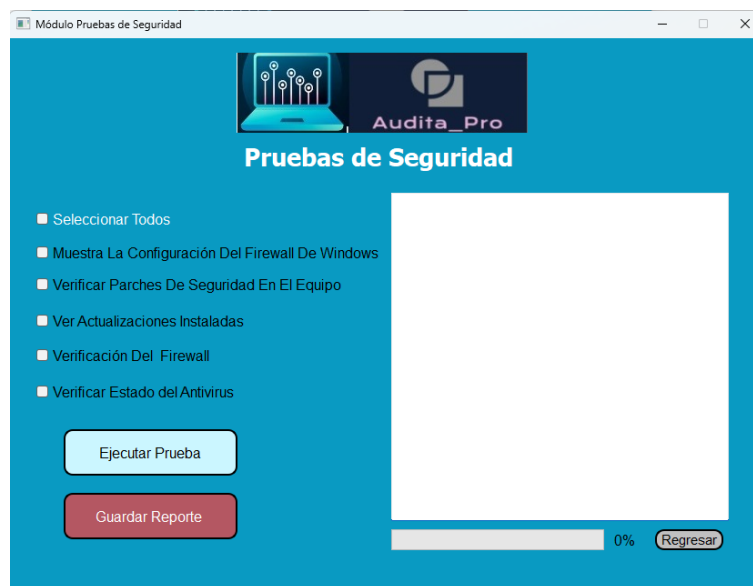 Módulo Pruebas de Seguridad
Audita_Pro
Pruebas de Seguridad
Seleccionar Todos
Muestra La Configuración Del Firewall De Windows
Verificar Parches De Seguridad En El Equipo
Ver Actualizaciones Instaladas
Verificación Del  Firewall
Verificar Estado del Antivirus
Ejecutar Prueba
Guardar Reporte
0%
Regresar